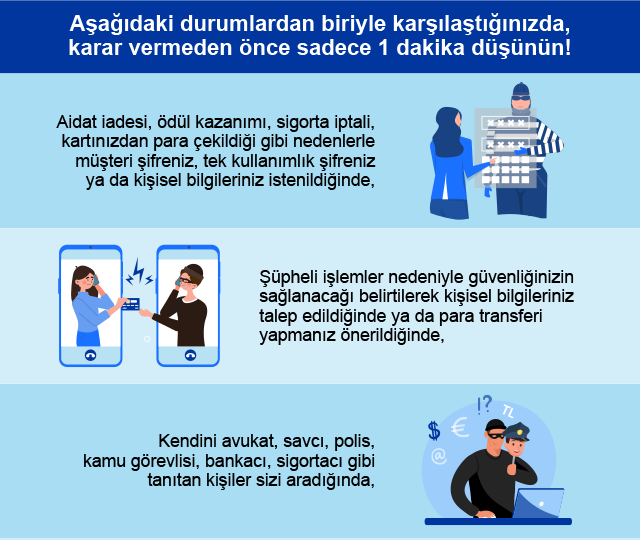 Aşağıdaki durumlardan biriyle karşılaştığınızda,
karar vermeden önce sadece 1 dakika düşünün!
Aidat iadesi, ödül kazanımı, sigorta iptali,
kartınızdan para çekildiği gibi nedenlerle
müşteri şifreniz, tek kullanımlık şifreniz
ya da kişisel bilgileriniz istenildiğinde,
××××
××××
Şüpheli işlemler nedeniyle güvenliğinizin
sağlanacağı belirtilerek kişisel bilgileriniz
talep edildiğinde ya da para transferi
yapmanız önerildiğinde,
!? TL
$ €
@
Kendini avukat, savcı, polis,
kamu görevlisi, bankacı, sigortacı gibi
tanıtan kişiler sizi aradığında,